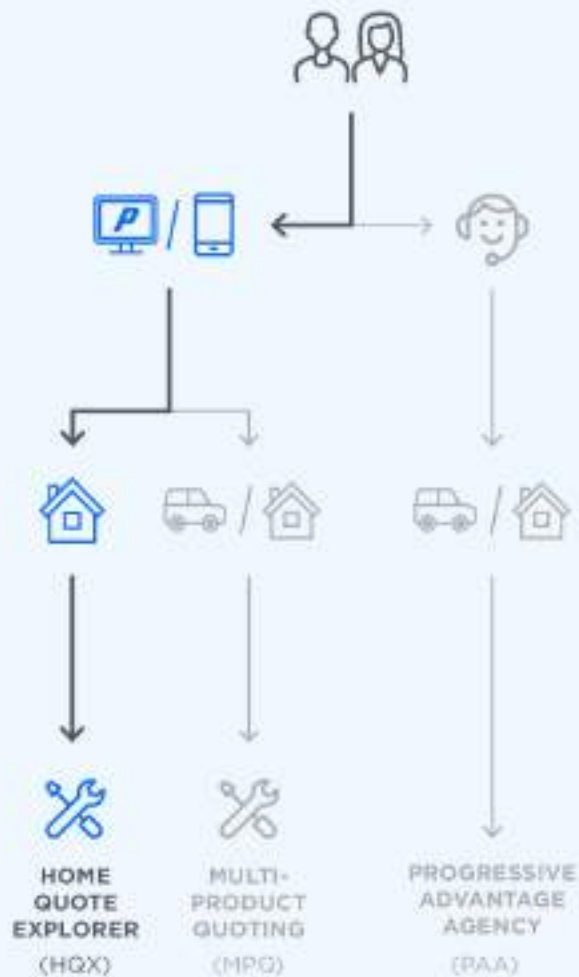 P
HOME
QUOTE
EXPLORER
(HQX)
MULTI-
PRODUCT
QUOTING
(MPQ)
PROGRESSIVE
ADVANTAGE
AGENCY
(PAA)